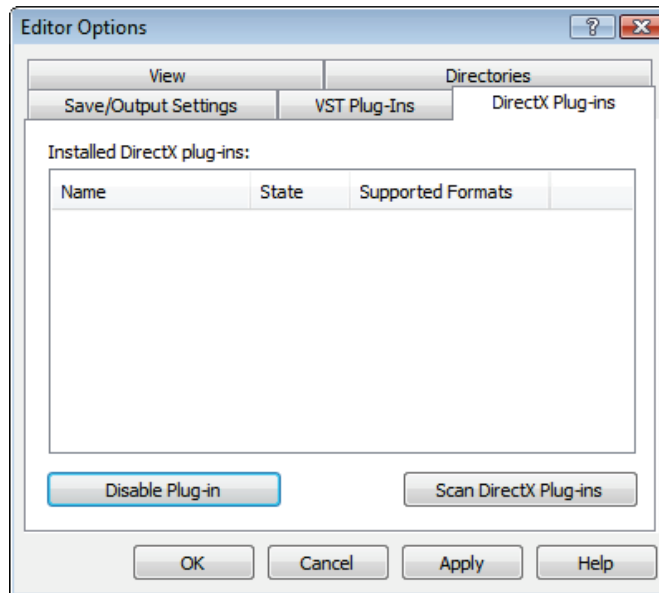 Editor Options
View Directories
Save/Output Settings VST Plug-Ins DirectX Plug-ins
Installed DirectX plug-ins:
Name State Supported Formats
Disable Plug-in Scan DirectX Plug-ins
OK Cancel Apply Help